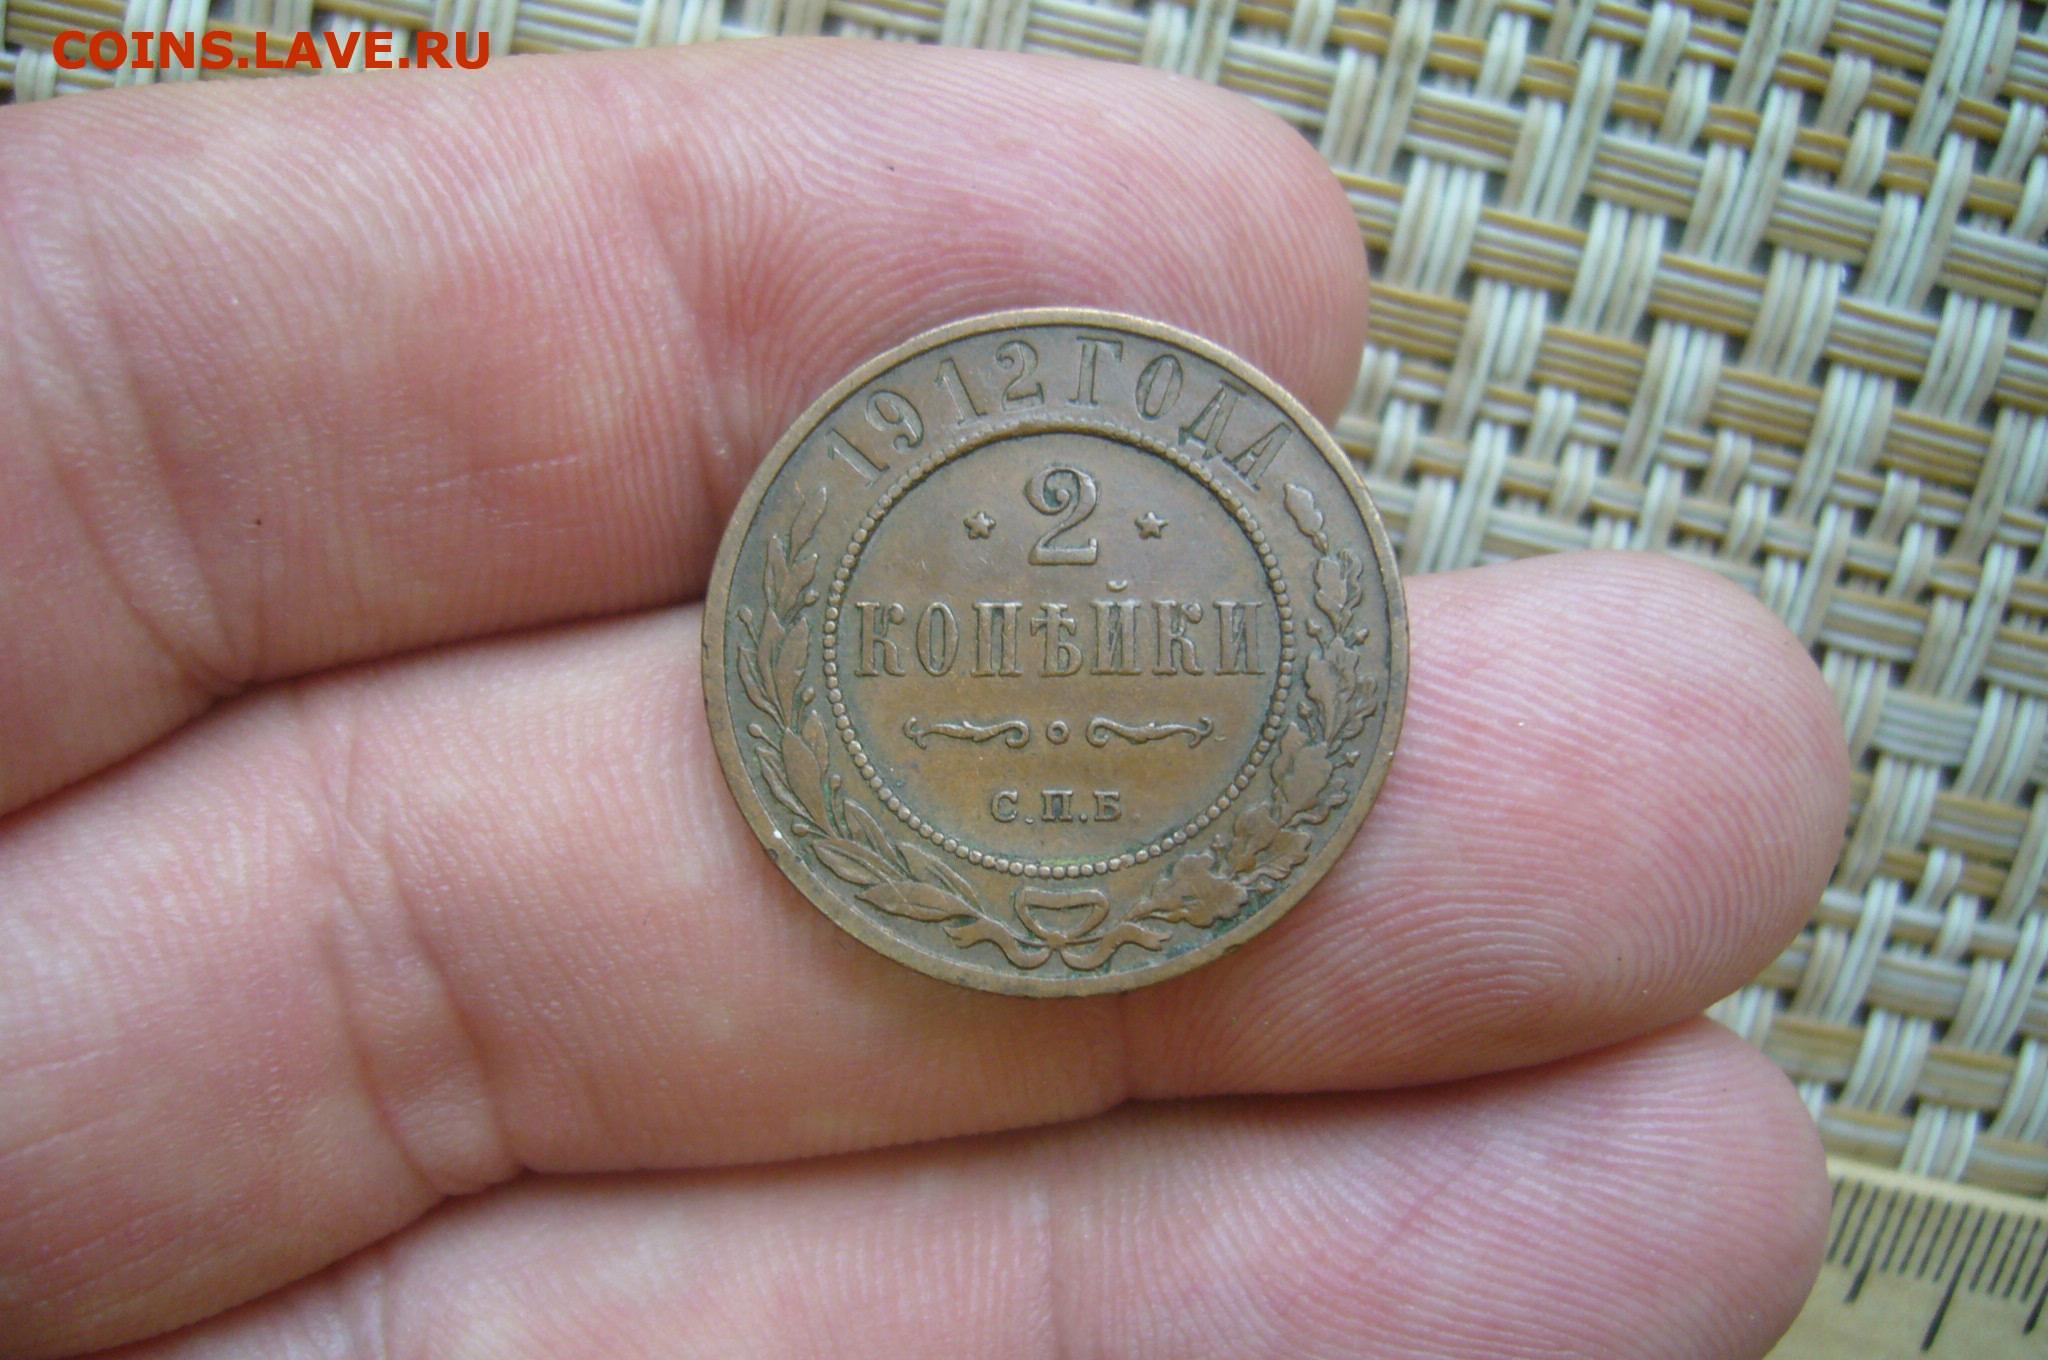 COINS.LAVE.RU
1912 ГОДА
2
КОПѢЙКИ
С.П.Б.